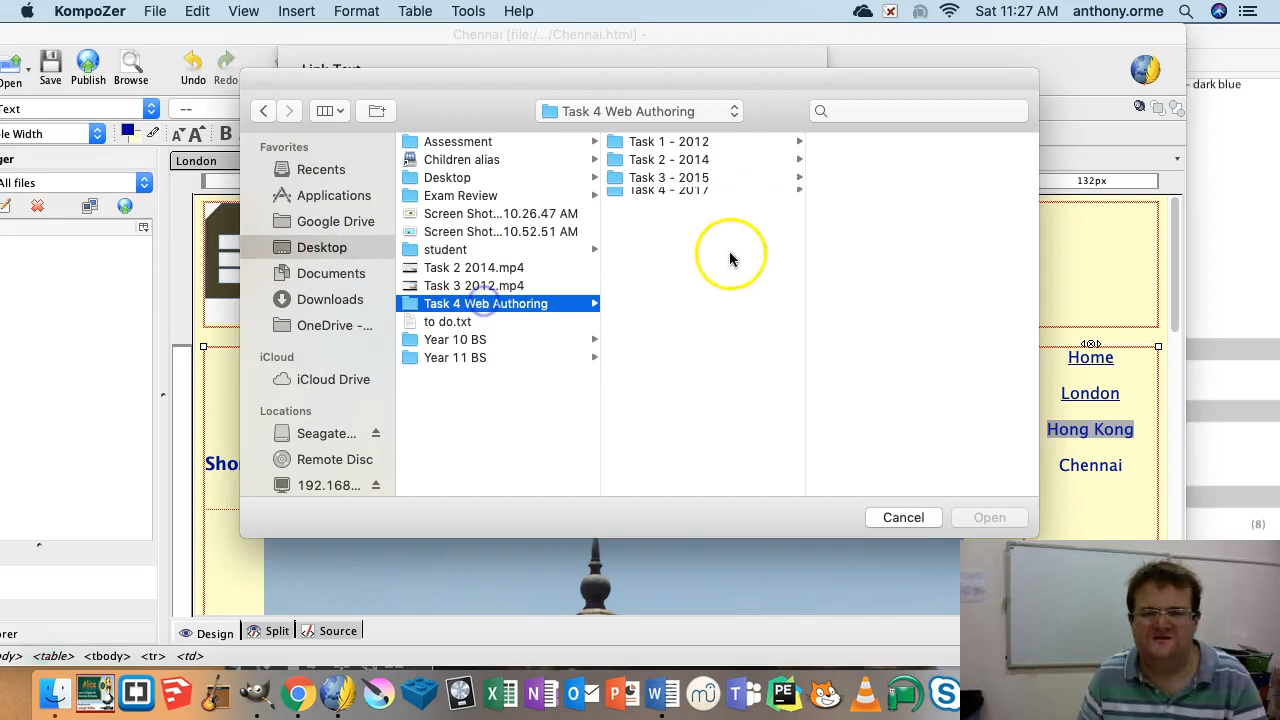 KompoZer File Edit View Insert Format Table Tools Help Sat 11:27 AM anthony.orme
Chennai [file:/.../Chennai.html] -
Open Save Publish Browse Undo Redo
Text
--
Task 4 Web Authoring
- dark blue
London
132px
All files
Favorites
Recents
Applications
Google Drive
Desktop
Documents
Downloads
OneDrive -...
iCloud
iCloud Drive
Locations
Seagate...
Remote Disc
192.168...
Assessment
Children alias
Desktop
Exam Review
Screen Shot...10.26.47 AM
Screen Shot...10.52.51 AM
student
Task 2 2014.mp4
Task 3 2012.mp4
Task 4 Web Authoring
to do.txt
Year 10 BS
Year 11 BS
Task 1 - 2012
Task 2 - 2014
Task 3 - 2015
Task 4 - 2017
Home
London
Hong Kong
Chennai
Cancel Open
(8)
Design Split Source
<table> <tbody> <tr> <td>